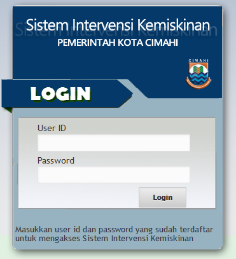 Sistem Intervensi Kemiskinan
PEMERINTAH KOTA CIMAHI
CIMAHI
LOGIN
User ID
Password
Login
Masukkan user id dan password yang sudah terdaftar
untuk mengakses Sistem Intervensi Kemiskinan